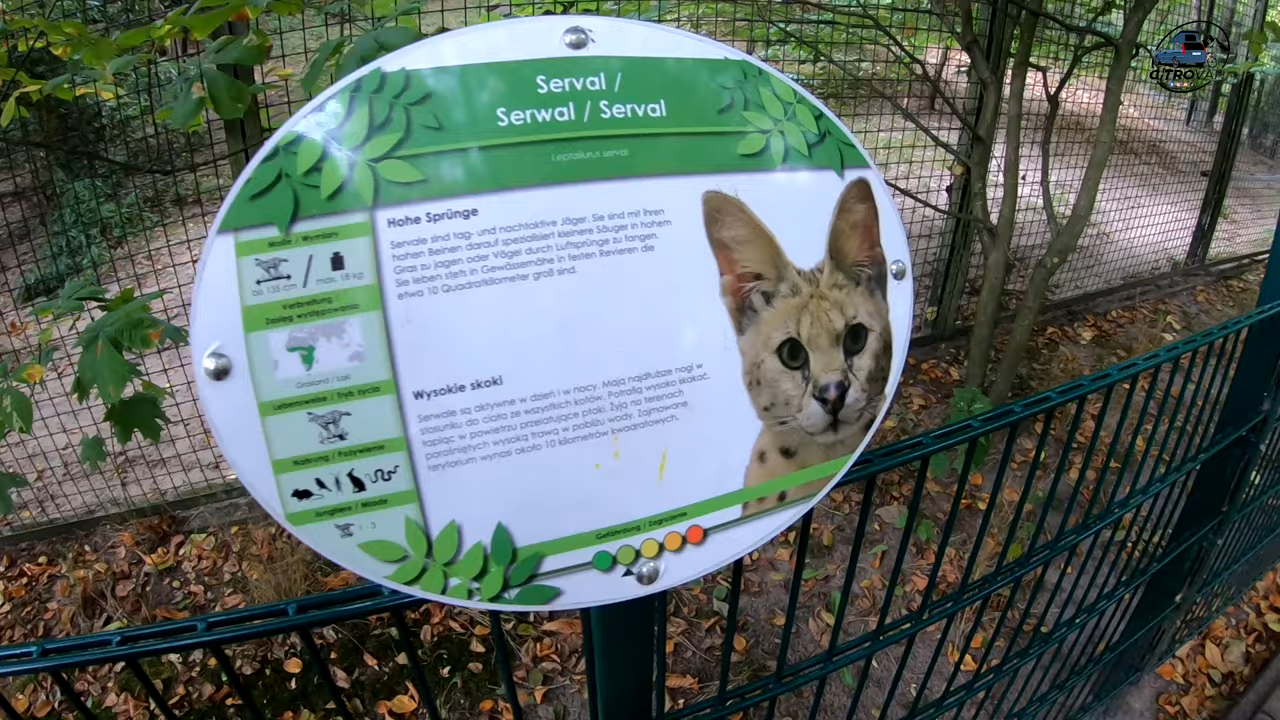 Serval /
Serwal / Serval
Leptailurus serval
Maße / Wymiary
bis 135 cm / max. 18 kg
Verbreitung /
Zasięg występowania
Grasland / Łąki
Lebensweise / Tryb życia
Nahrung / Pożywienie
Jungtiere / Młode
1 - 3
Hohe Sprünge
Servale sind tag- und nachtaktive Jäger. Sie sind mit ihren
hohen Beinen darauf spezialisiert kleinere Säuger in hohem
Gras zu jagen oder Vögel durch Luftsprünge zu fangen.
Sie leben stets in Gewässernähe in festen Revieren die
etwa 10 Quadratkilometer groß sind.
Wysokie skoki
Serwale są aktywne w dzień i w nocy. Mają najdłuższe nogi w
stosunku do ciała ze wszystkich kotów. Potrafią wysoko skakać,
łapiąc w powietrzu przelatujące ptaki. Żyją na terenach
porośniętych wysoką trawą w pobliżu wody. Zajmowane
terytorium wynosi około 10 kilometrów kwadratowych.
Gefährdung / Zagrożenie